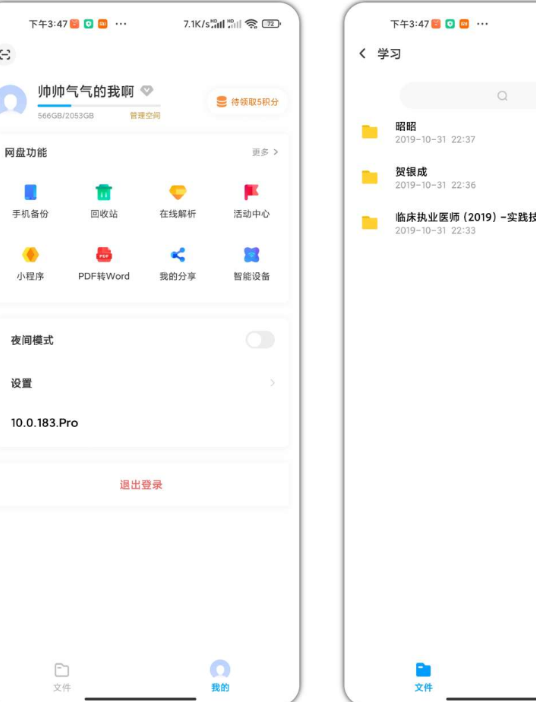 下午3:47 ···
7.1K/s 72
帅帅气气的我啊
566GB/2053GB 管理空间
待领取5积分
网盘功能 更多 >
手机备份 回收站 在线解析 活动中心
小程序 PDF转Word 我的分享 智能设备
夜间模式
设置 >
10.0.183.Pro
退出登录
文件 我的
下午3:47 ···
< 学习
昭昭
2019-10-31 22:37
贺银成
2019-10-31 22:36
临床执业医师 (2019) -实践技
2019-10-31 22:33
文件